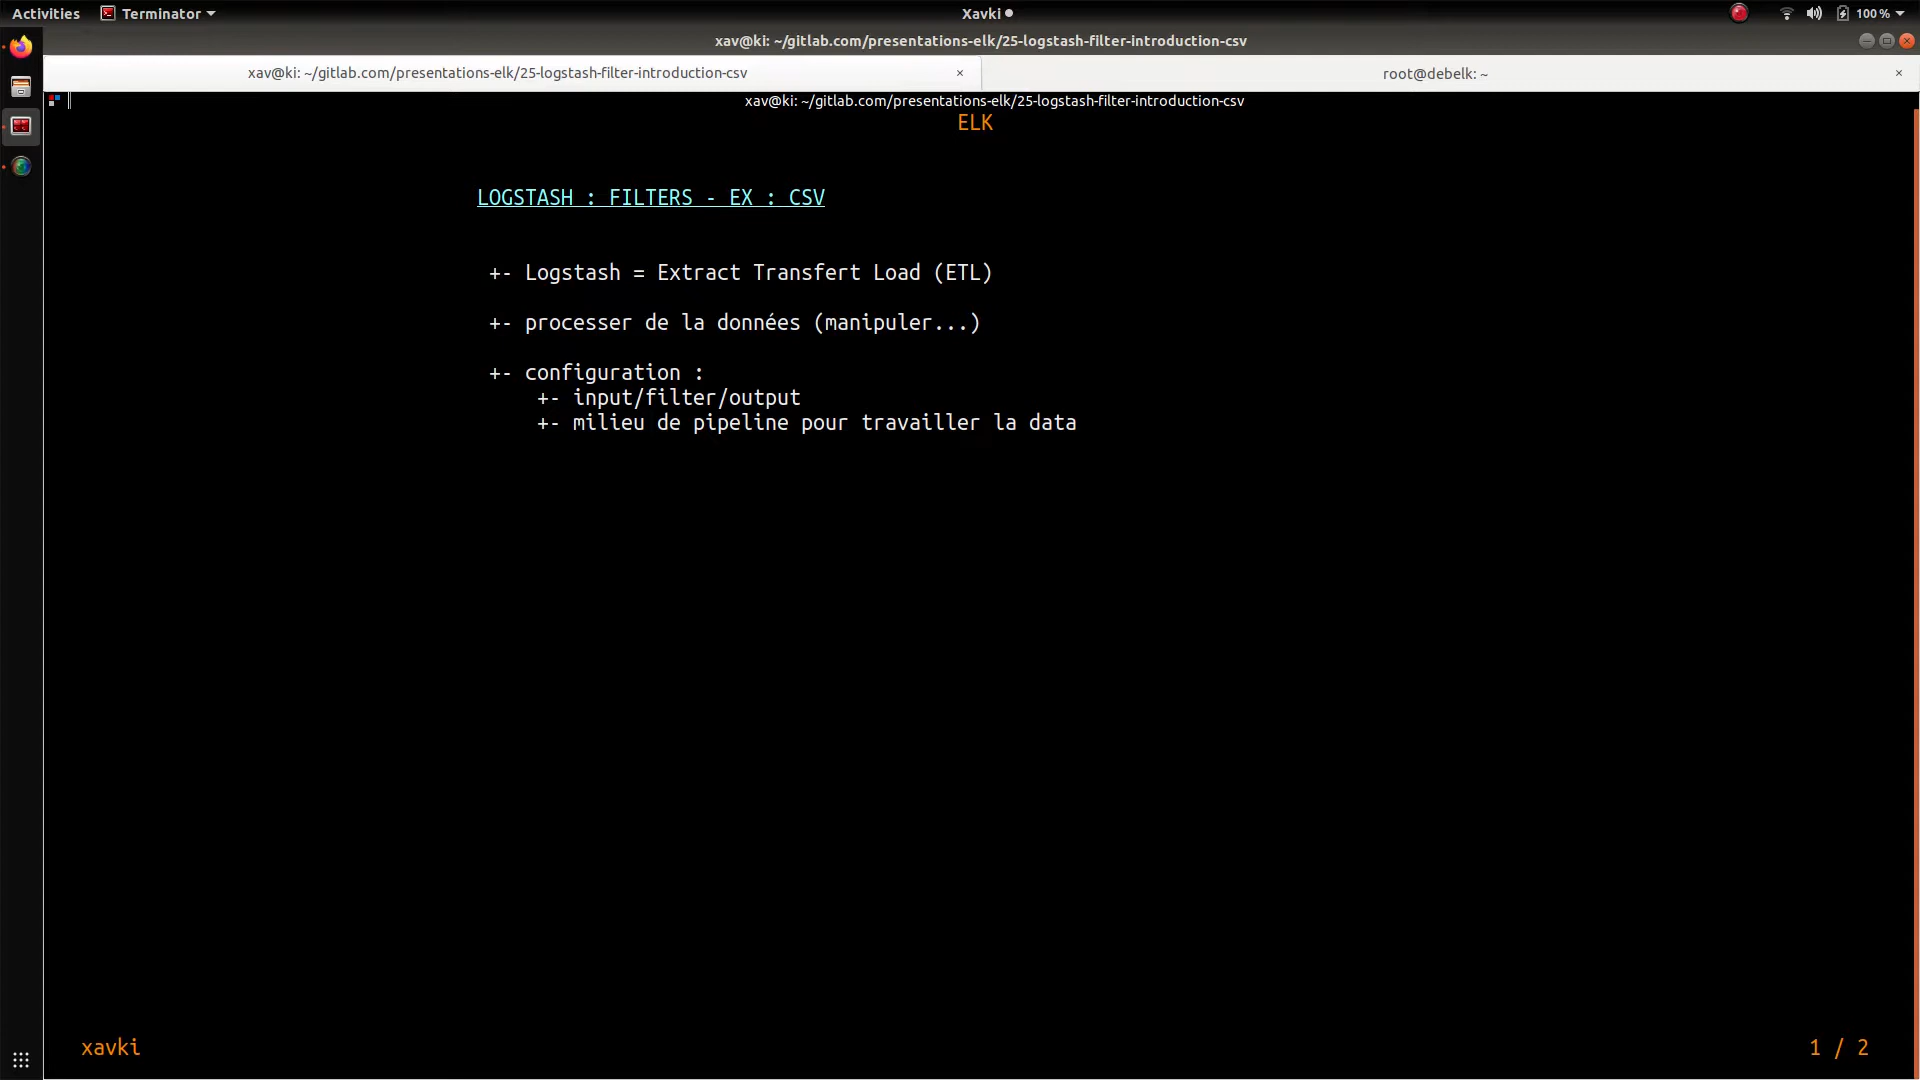 Activities Terminator Xavki 100 %
xav@ki: ~/gitlab.com/presentations-elk/25-logstash-filter-introduction-csv
xav@ki: ~/gitlab.com/presentations-elk/25-logstash-filter-introduction-csv × root@debelk: ~ ×
xav@ki: ~/gitlab.com/presentations-elk/25-logstash-filter-introduction-csv
ELK
LOGSTASH : FILTERS - EX : CSV
+- Logstash = Extract Transfert Load (ETL)
+- processer de la données (manipuler...)
+- configuration :
+- input/filter/output
+- milieu de pipeline pour travailler la data
xavki 1 / 2